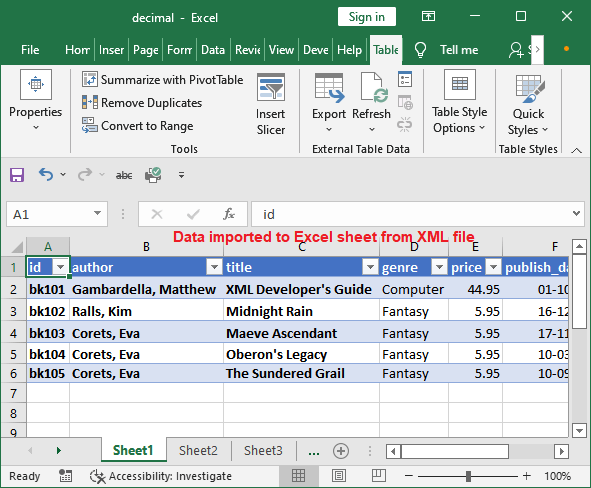 decimal - Excel
Sign in
File Hom Inser Page Form Data Revie View Deve Help Table Tell me S
Properties
Summarize with PivotTable
Remove Duplicates
Convert to Range
Tools
Insert Slicer
Export Refresh
External Table Data
Table Style Options
Quick Styles
Table Styles
abc
A1 fx id
Data imported to Excel sheet from XML file
A B C D E F
1 id author title genre price publish_da
2 bk101 Gambardella, Matthew XML Developer's Guide Computer 44.95 01-10
3 bk102 Ralls, Kim Midnight Rain Fantasy 5.95 16-12
4 bk103 Corets, Eva Maeve Ascendant Fantasy 5.95 17-11
5 bk104 Corets, Eva Oberon's Legacy Fantasy 5.95 10-03
6 bk105 Corets, Eva The Sundered Grail Fantasy 5.95 10-09
7
8
9
Sheet1 Sheet2 Sheet3 ...
Ready Accessibility: Investigate 100%